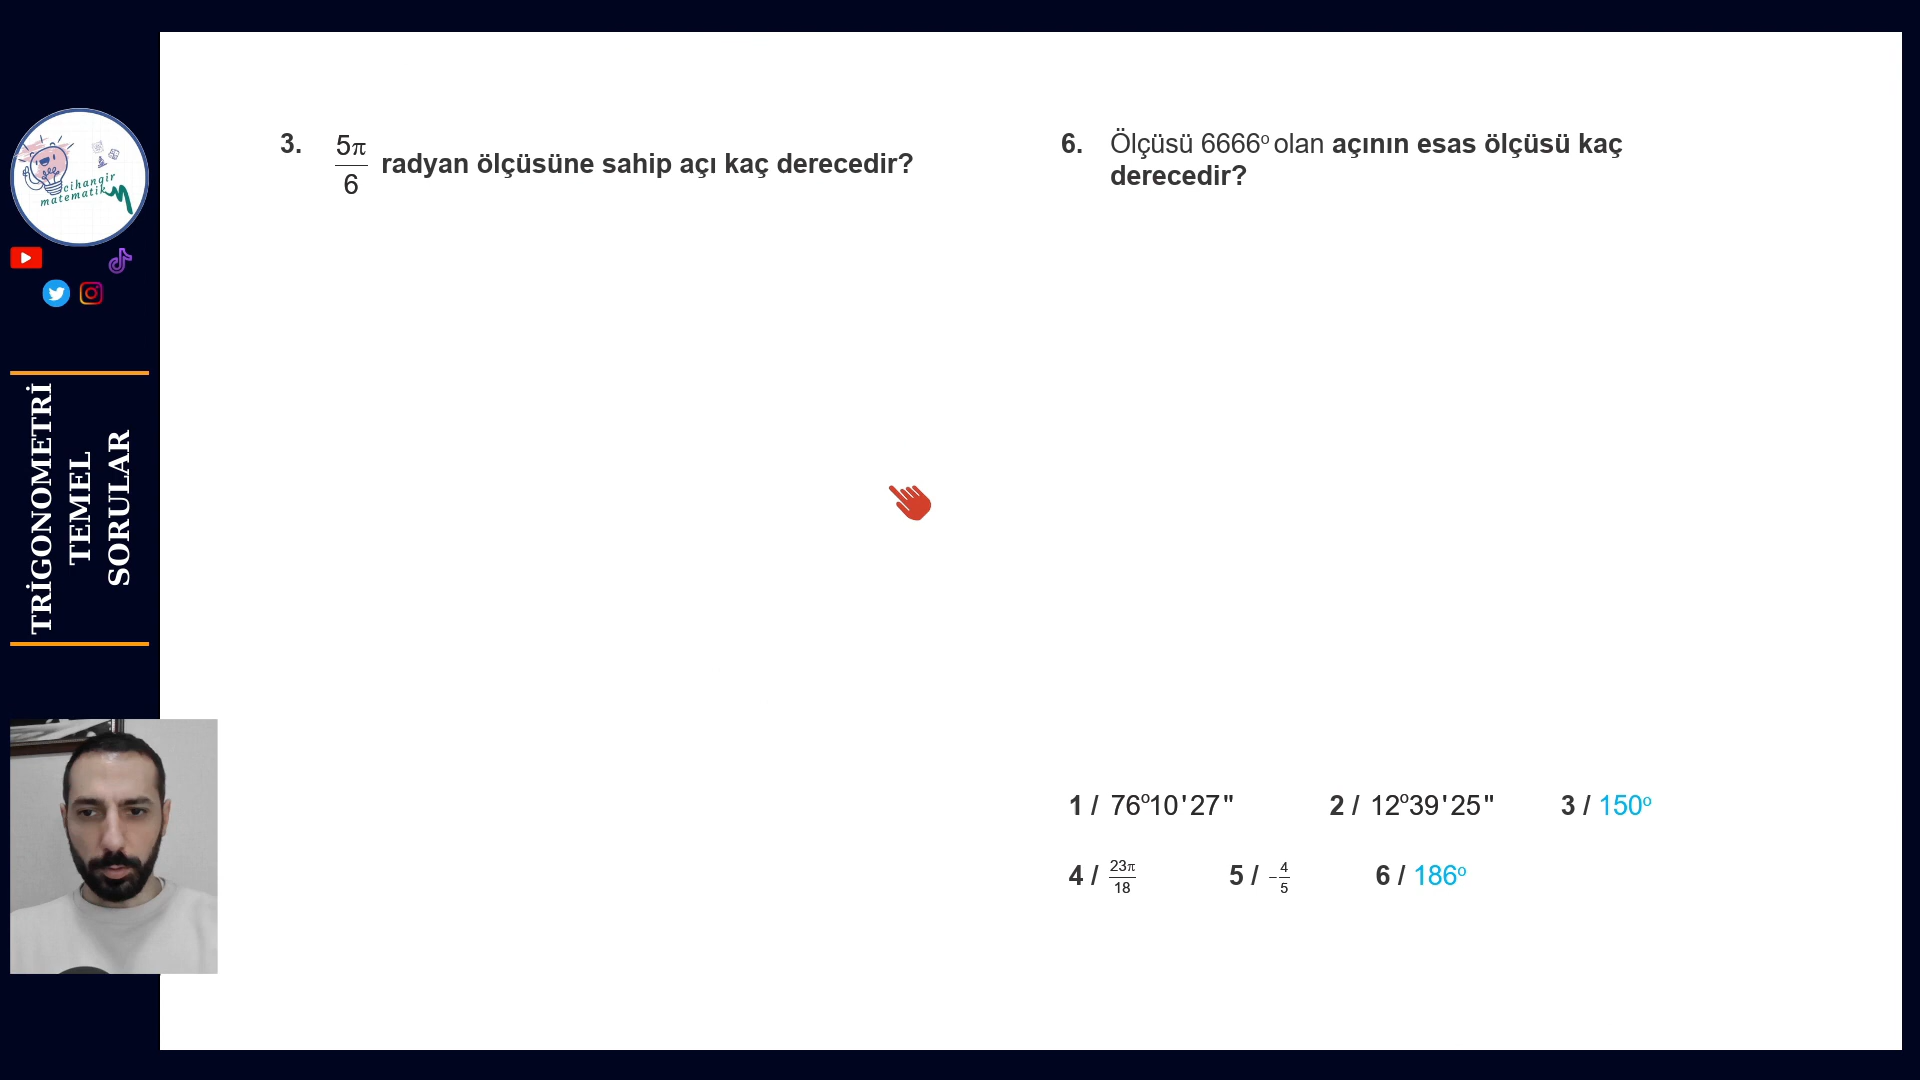 cihangir
matematik
TRİGONOMETRİ
TEMEL
SORULAR
3. 5π/6 radyan ölçüsüne sahip açı kaç derecedir?
6. Ölçüsü 6666° olan açının esas ölçüsü kaç
derecedir?
1 / 76°10'27" 2 / 12°39'25" 3 / 150°
4 / 23π/18 5 / -4/5 6 / 186°